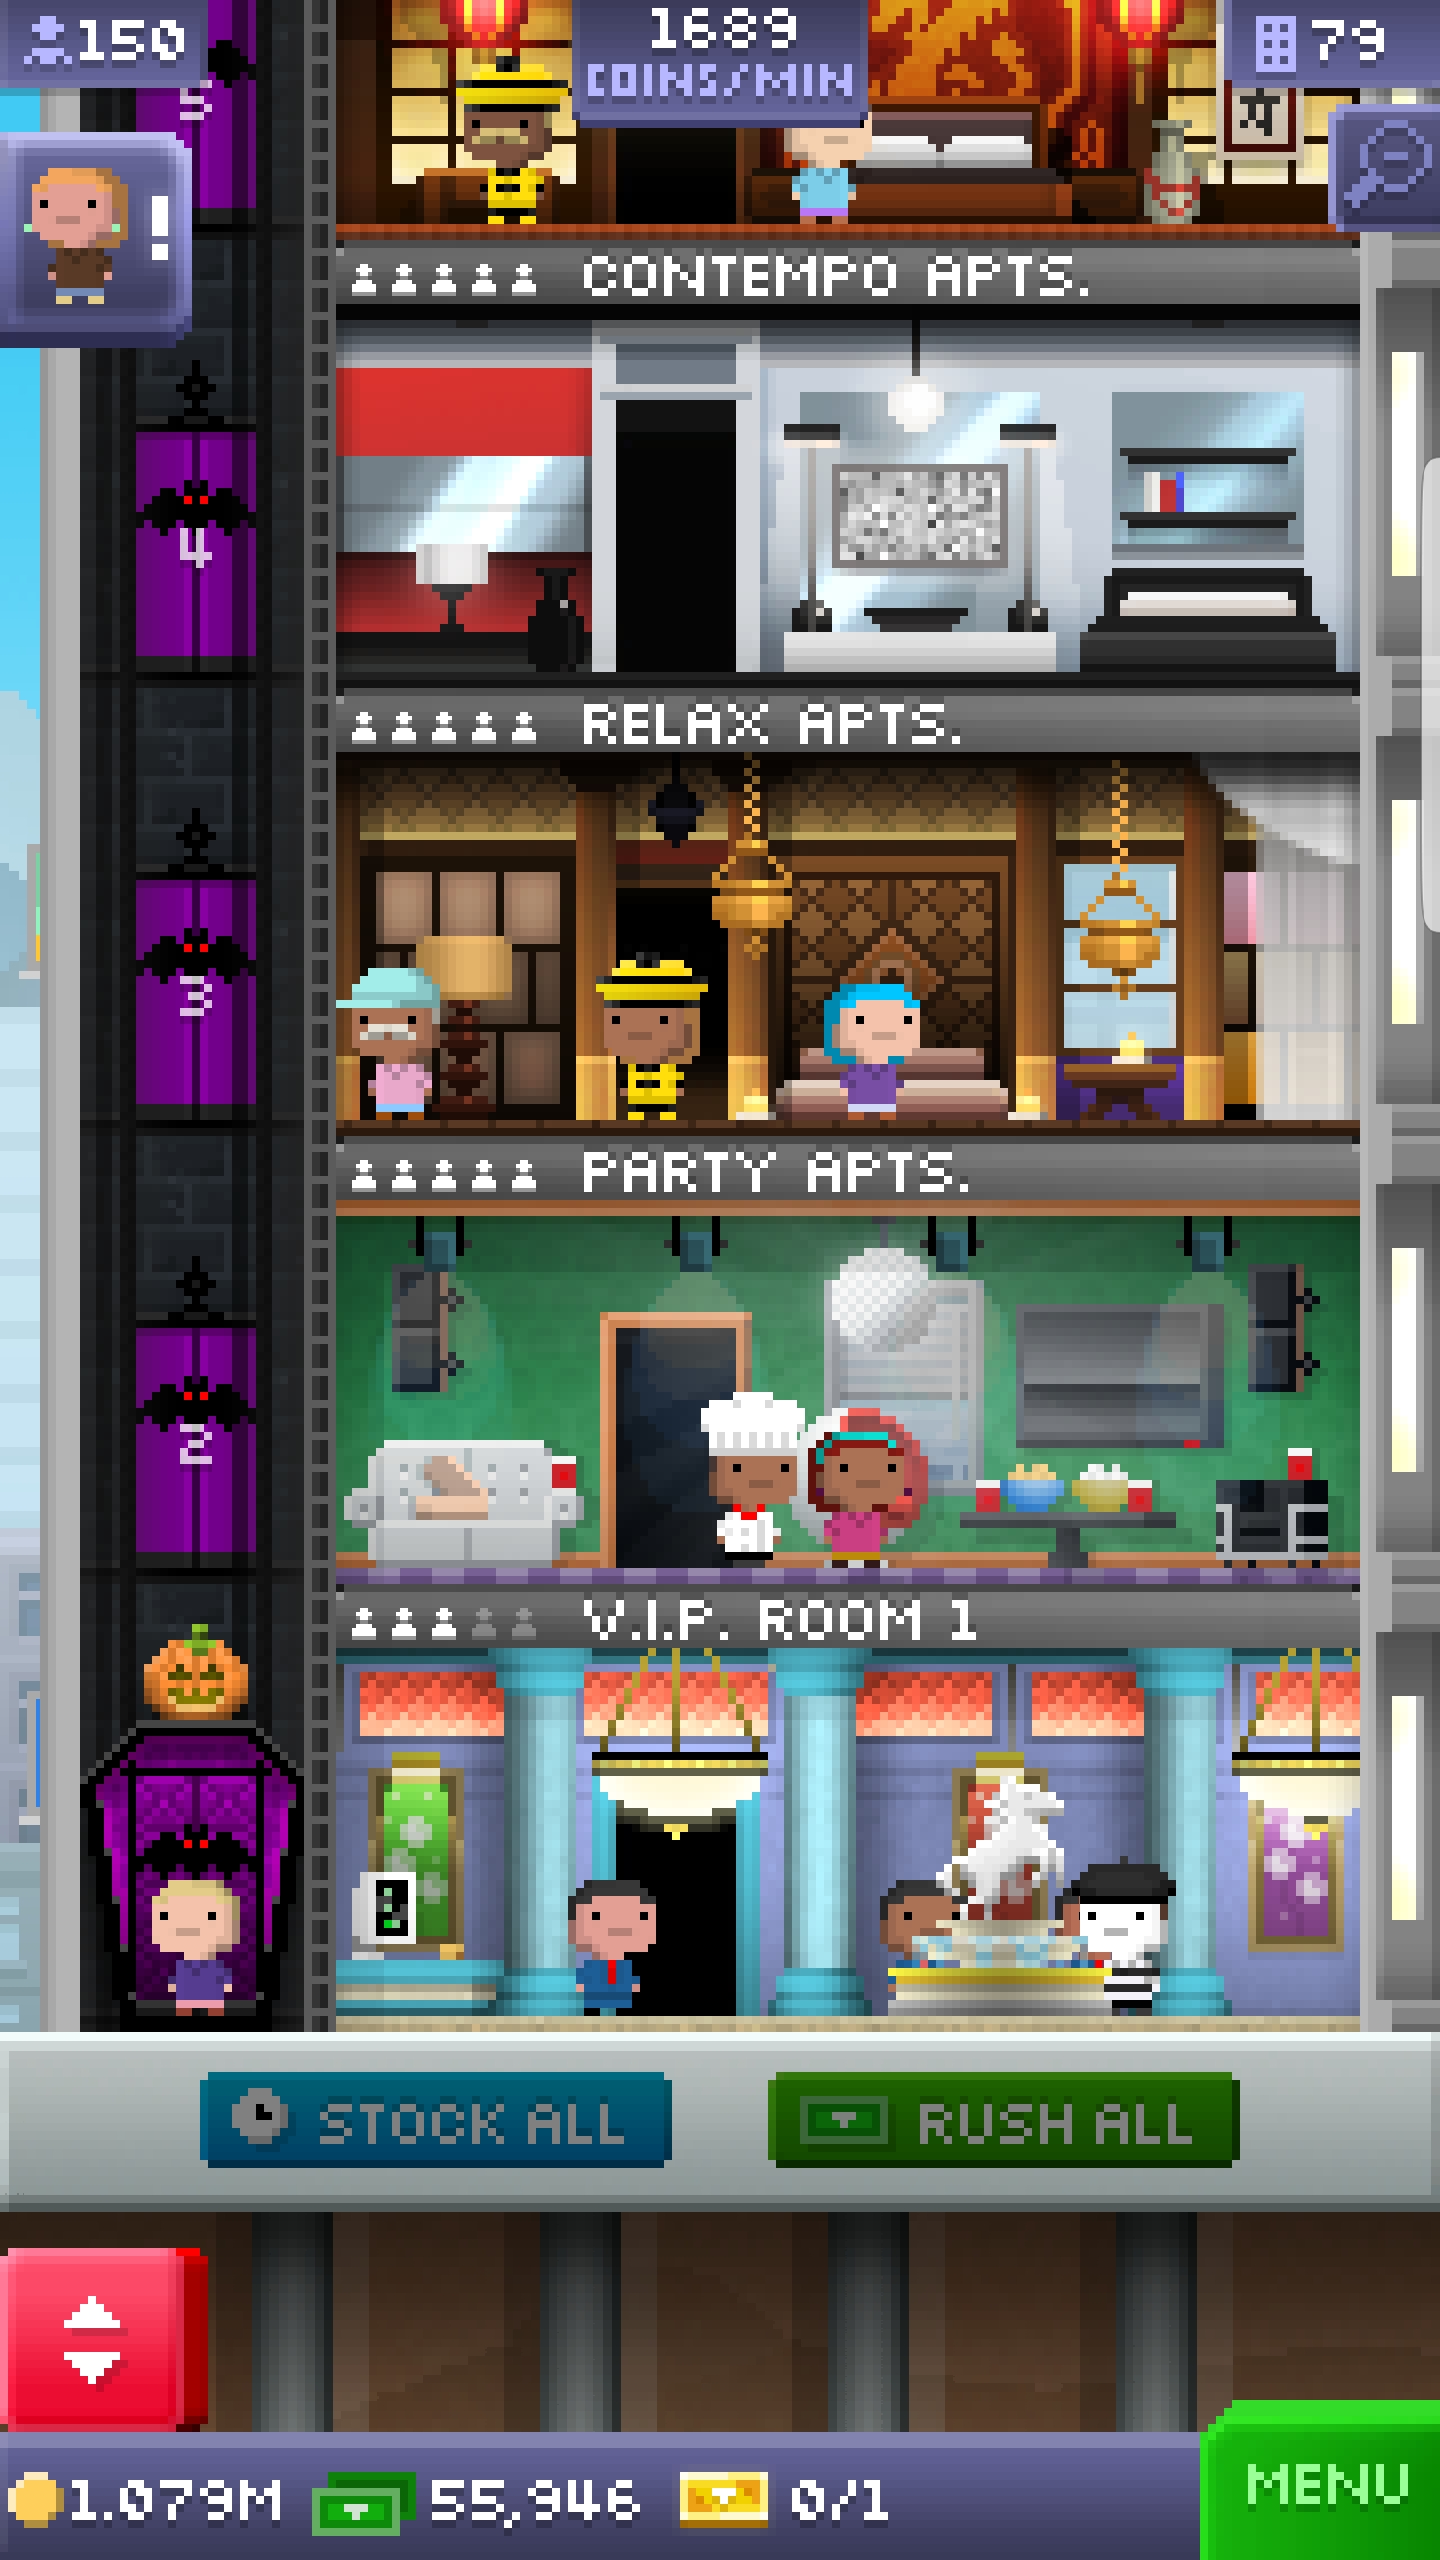 150
1689
COINS/MIN
79
5
!
CONTEMPO APTS.
4
RELAX APTS.
3
PARTY APTS.
2
V.I.P. ROOM 1
STOCK ALL
RUSH ALL
1.079M
55,946
0/1
MENU